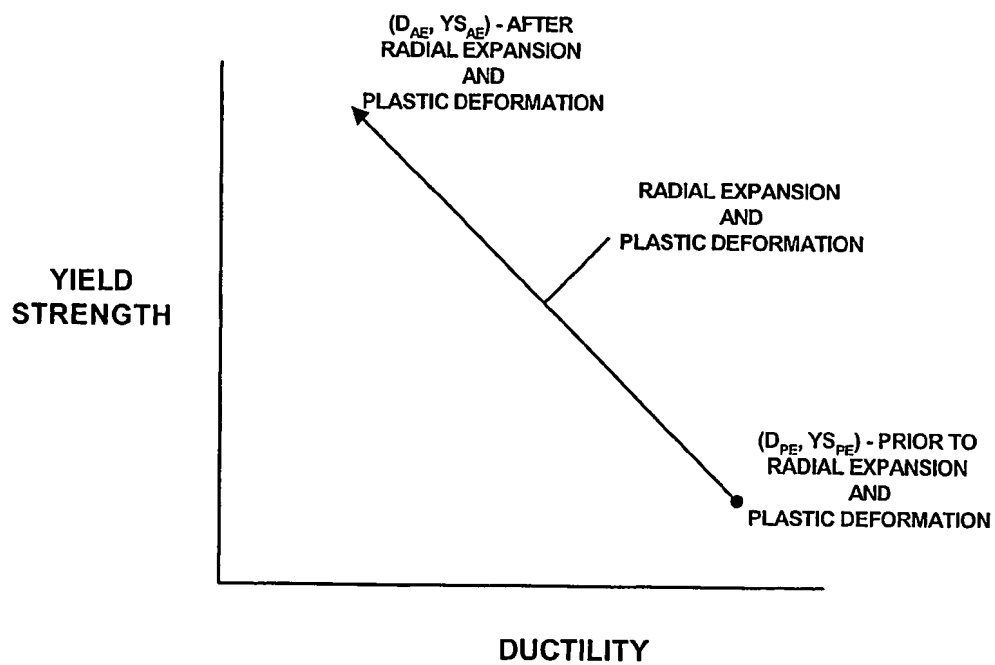 (D_AE, YS_AE) - AFTER
RADIAL EXPANSION
AND
PLASTIC DEFORMATION
RADIAL EXPANSION
AND
PLASTIC DEFORMATION
YIELD
STRENGTH
(D_PE, YS_PE) - PRIOR TO
RADIAL EXPANSION
AND
PLASTIC DEFORMATION
DUCTILITY